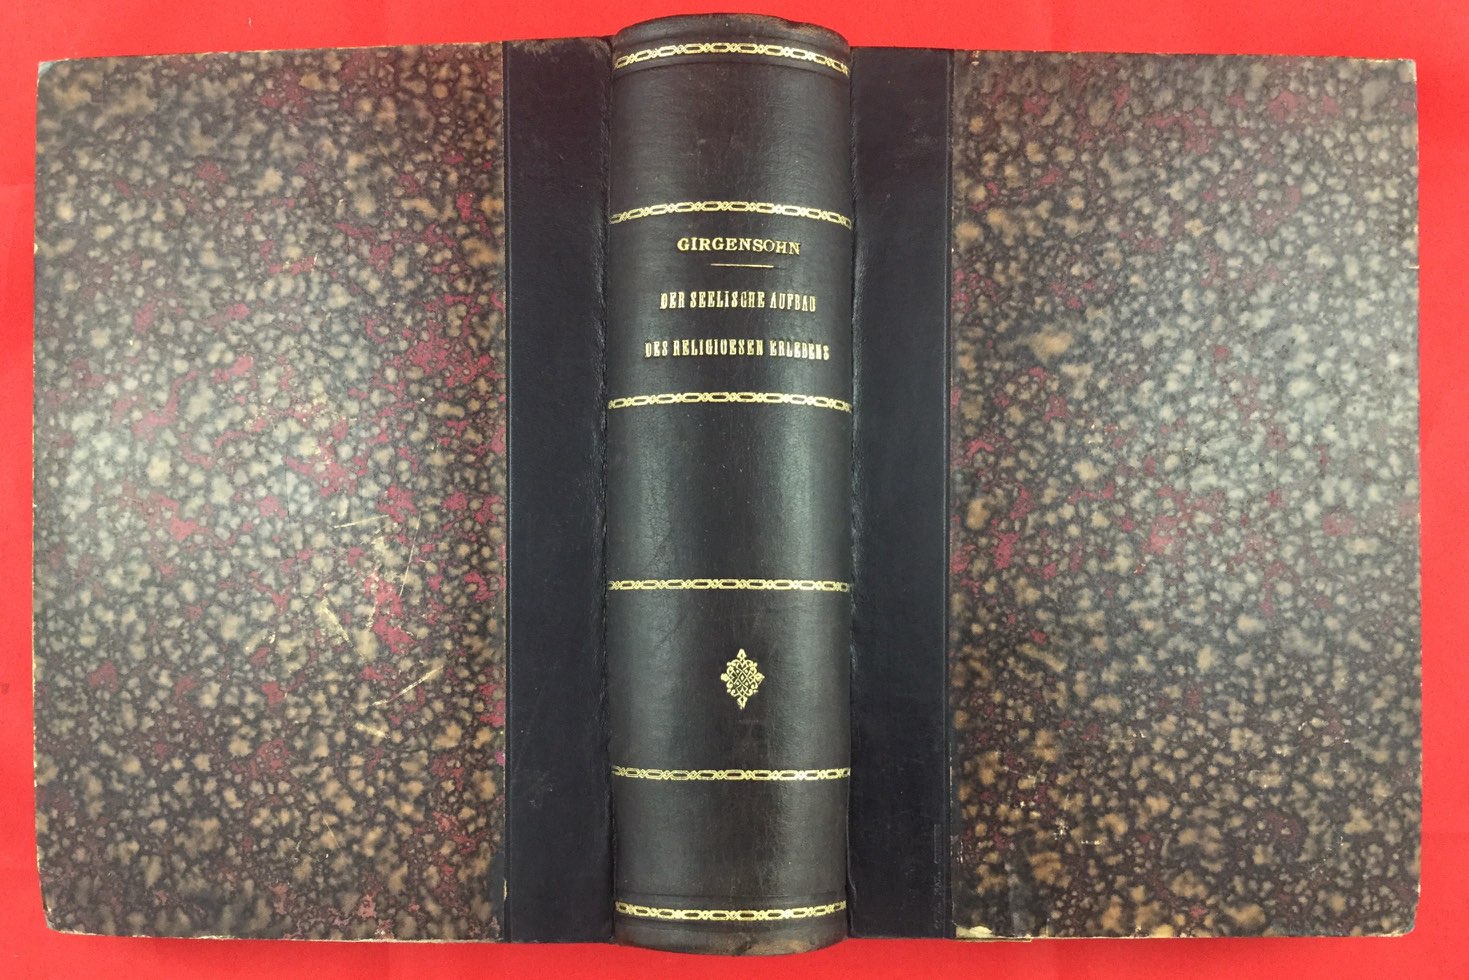 GIRGENSOHN
DER SEELISCHE AUFBAU
DES RELIGIOESEN ERLEBENS